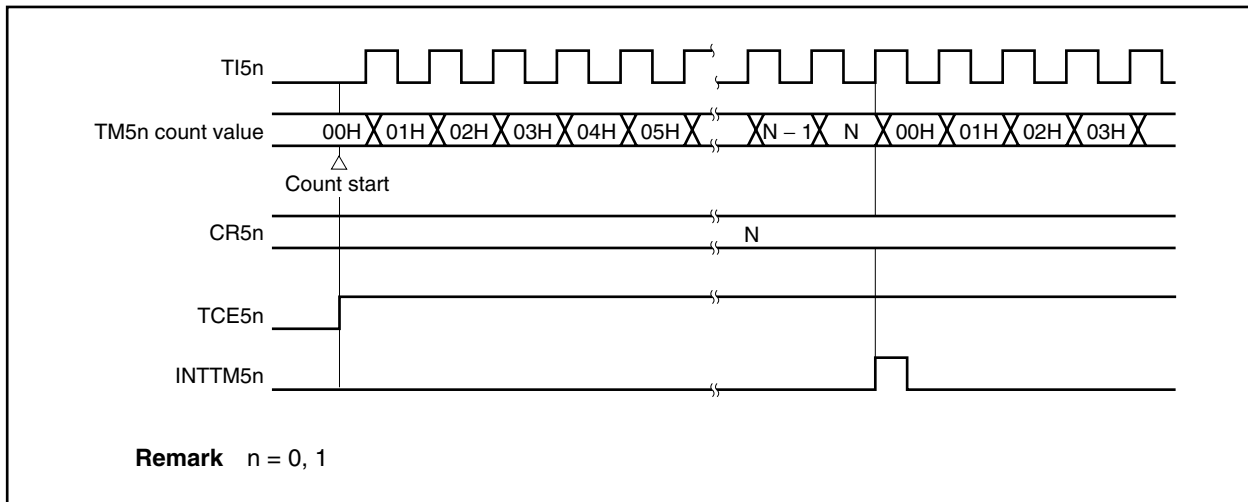 TI5n
TM5n count value 00H 01H 02H 03H 04H 05H N – 1 N 00H 01H 02H 03H
Count start
CR5n N
TCE5n
INTTM5n
Remark n = 0, 1